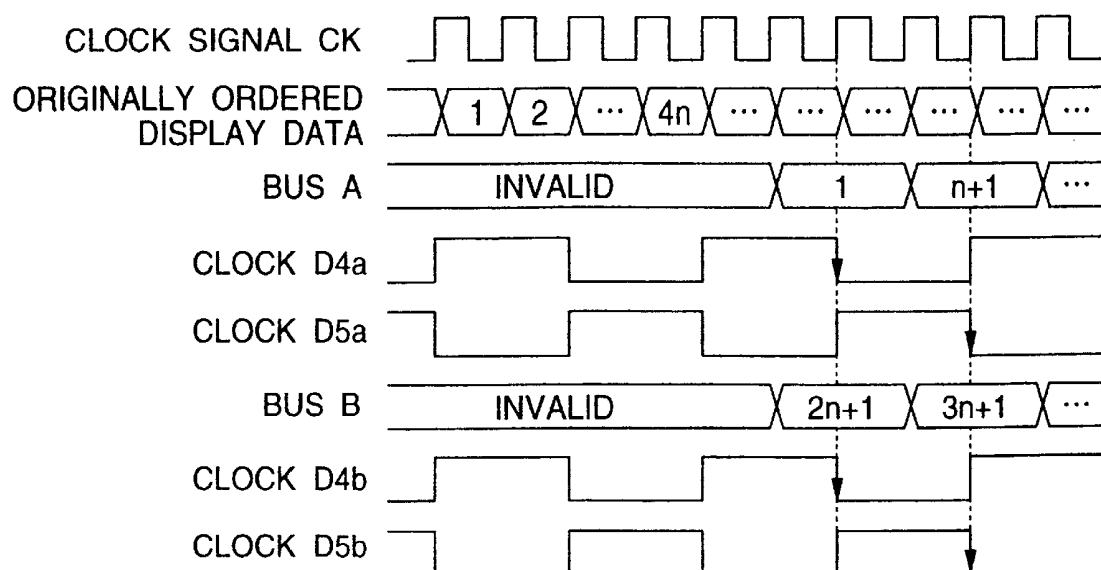 CLOCK SIGNAL CK
ORIGINALLY ORDERED
DISPLAY DATA
1 2 ··· 4n ··· ··· ··· ··· ··· ···
BUS A
INVALID 1 n+1 ···
CLOCK D4a
CLOCK D5a
BUS B
INVALID 2n+1 3n+1 ···
CLOCK D4b
CLOCK D5b